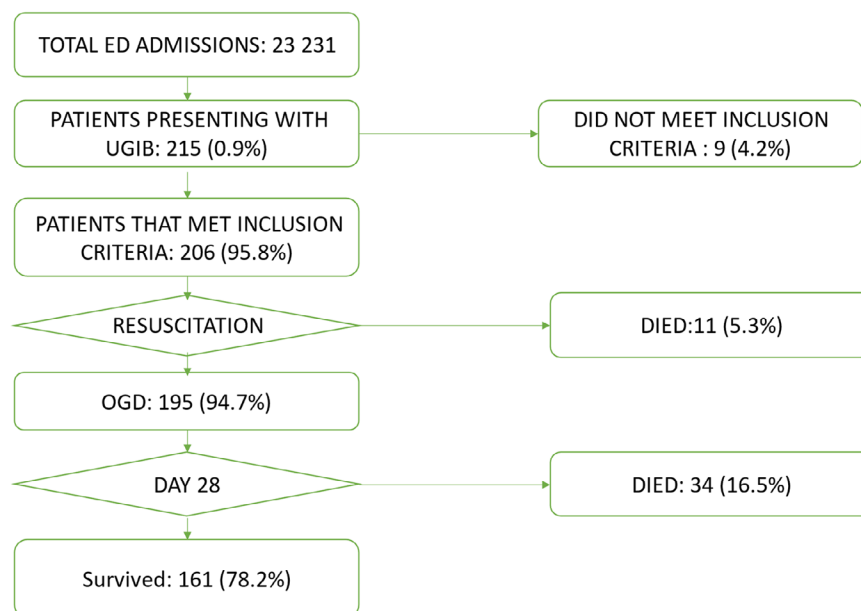 TOTAL ED ADMISSIONS: 23 231
PATIENTS PRESENTING WITH
UGIB: 215 (0.9%)
DID NOT MEET INCLUSION
CRITERIA : 9 (4.2%)
PATIENTS THAT MET INCLUSION
CRITERIA: 206 (95.8%)
RESUSCITATION
DIED:11 (5.3%)
OGD: 195 (94.7%)
DAY 28
DIED: 34 (16.5%)
Survived: 161 (78.2%)